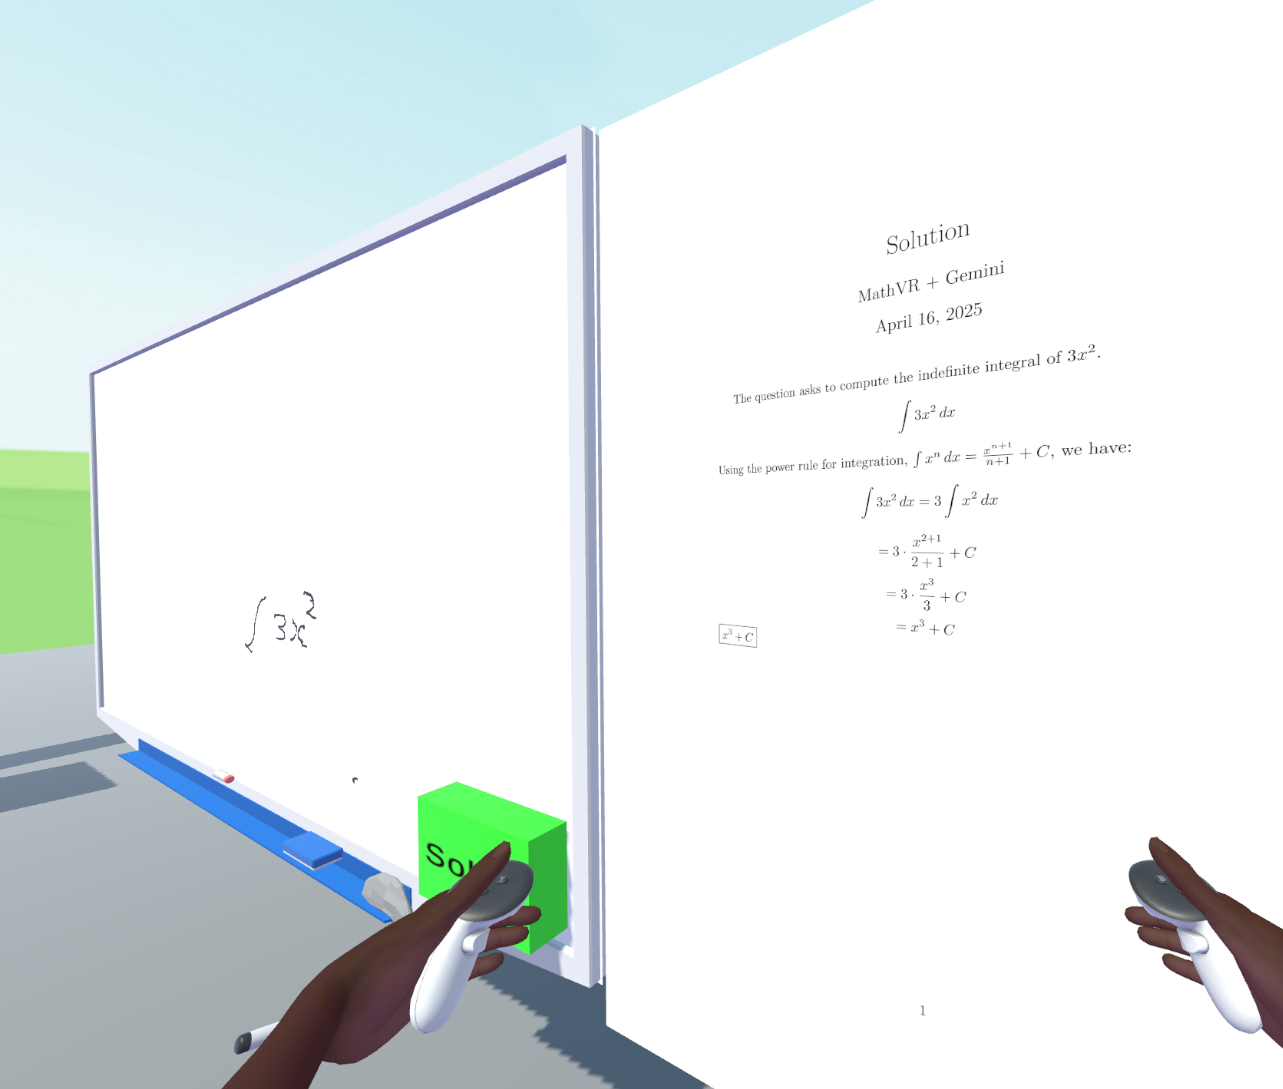 ∫ 3x²
Solution
MathVR + Gemini
April 16, 2025
The question asks to compute the indefinite integral of 3x².
∫ 3x² dx
Using the power rule for integration, ∫ xⁿ dx = xⁿ⁺¹/(n+1) + C, we have:
∫ 3x² dx = 3 ∫ x² dx
= 3 · x²⁺¹/(2 + 1) + C
= 3 · x³/3 + C
= x³ + C
x³ + C
1